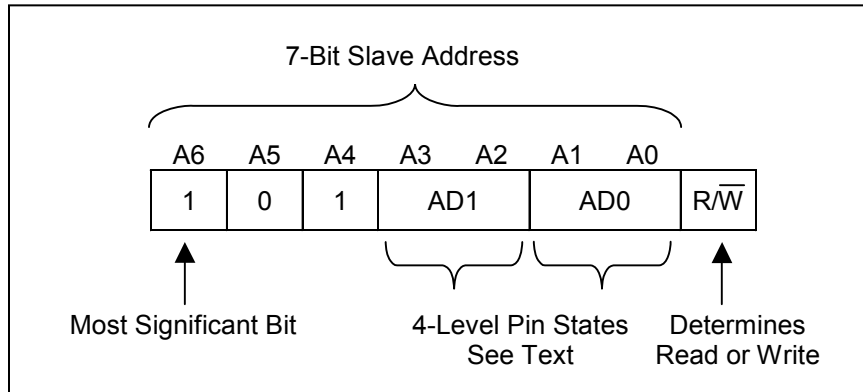 7-Bit Slave Address
A6 A5 A4 A3 A2 A1 A0
1 0 1 AD1 AD0 R/W̅
Most Significant Bit
4-Level Pin States
See Text
Determines
Read or Write